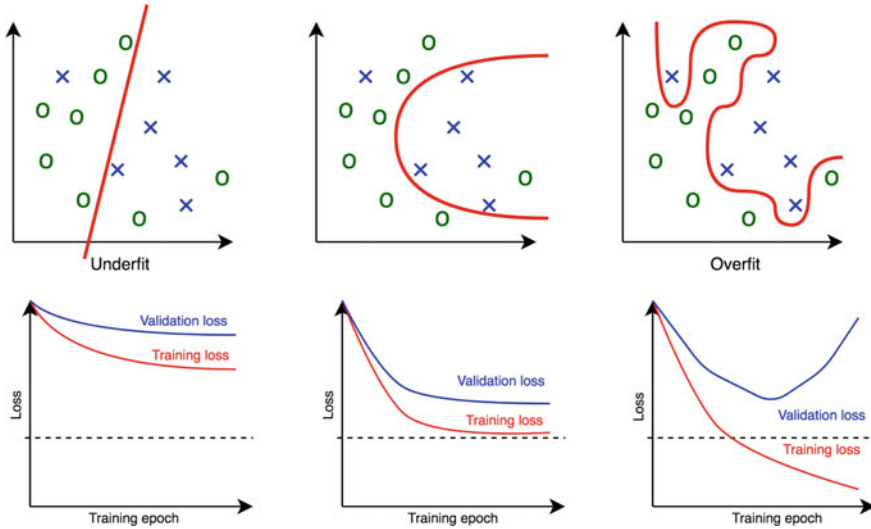 Underfit
Overfit
Validation loss
Training loss
Loss
Training epoch
Validation loss
Training loss
Loss
Training epoch
Validation loss
Training loss
Loss
Training epoch